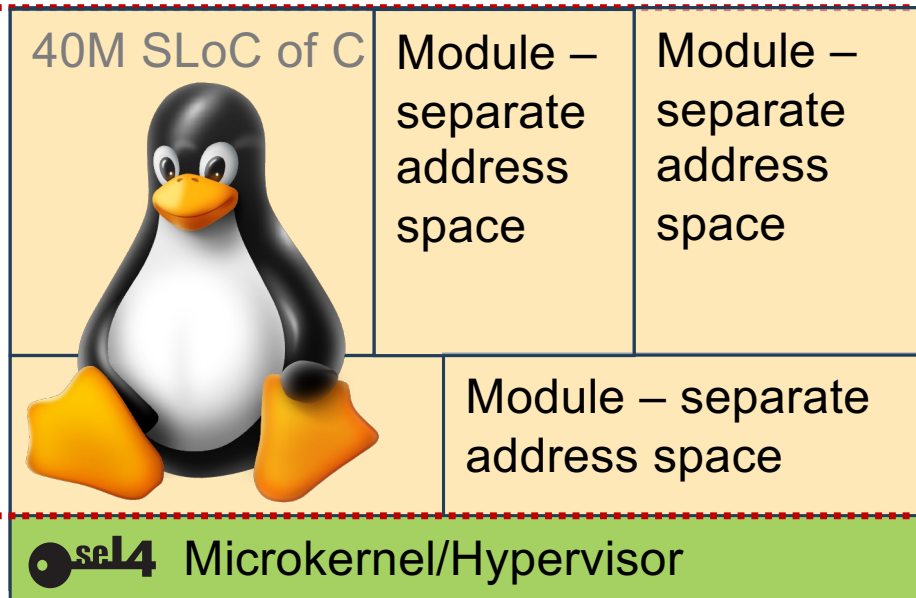 40M SLoC of C
Module –
separate
address
space
Module –
separate
address
space
Module – separate
address space
seL4 Microkernel/Hypervisor